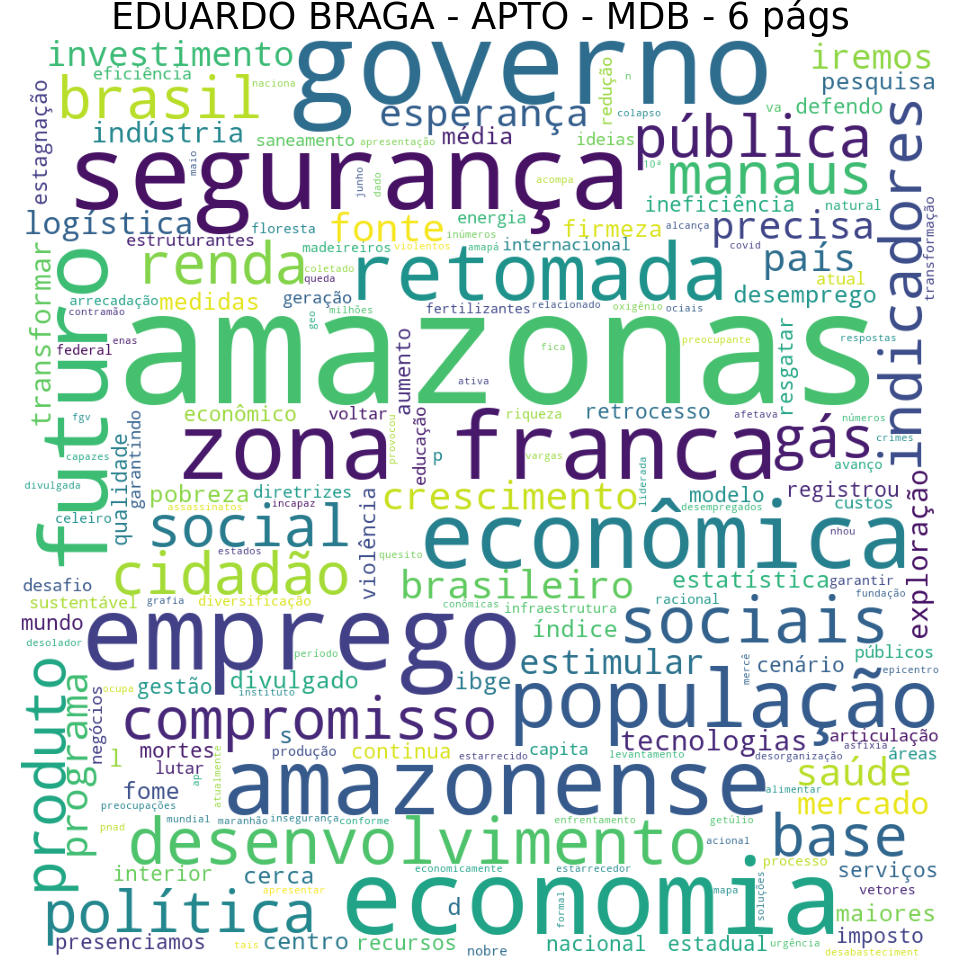 EDUARDO BRAGA - APTO - MDB - 6 págs
investimento
governo
iremos
eficiência
naciona
redução
n
pesquisa
brasil
esperança
colapso
va
defendo
estagnação
indústria
saneamento
apresentação
média
ideias
pública
indicadores
maio
segurança
junho
dado
acompa
10ª
manaus
logística
floresta
fonte
energia
inúmeros
firmeza
alcança
ineficiência
natural
precisa
transformação
estruturantes
madeireiros
violentos
amapá
internacional
covid
transformar
futuro
renda
coletado
queda
retomada
país
atual
arrecadação
medidas
geração
milhões
fertilizantes
relacionado
oxigênio
ociais
desemprego
contramão
geo
enas
federal
amazonas
aumento
fica
preocupante
resgatar
respostas
ativa
fgv
econômico
voltar
provocou
riqueza
retrocesso
afetava
números
capazes
qualidade
garantindo
zona franca
gás
crimes
educação
p
vargas
avanço
divulgada
pobreza
diretrizes
crescimento
liderada
modelo
registrou
exploração
celeiro
assassinatos
incapaz
desempregados
custos
social
violência
econômica
nhou
estados
quesito
desafio
cidadão
brasileiro
estatística
garantir
fundação
sustentável
grafia
diversificação
conômicas
infraestrutura
racional
mundo
emprego
índice
sociais
desolador
período
públicos
produto
programa
negócios
ocupa
gestão
divulgado
instituto
ibge
estimular
mercê
cenário
epicentro
compromisso
população
s
tecnologias
articulação
l
mortes
produção
continua
estarrecido
capita
levantamento
desorganização
asfixia
áreas
lutar
ap
atualmente
fome
amazonense
alimentar
saúde
preocupações
mercado
pnad
mundial
maranhão
insegurança
conforme
enfrentamento
getúlio
desenvolvimento
acional
base
interior
cerca
economicamente
estarrecedor
processo
serviços
apresentar
economia
formal
mapa
soluções
vetores
política
d
maiores
presenciamos
tais
centro
recursos
nobre
nacional
estadual
urgência
imposto
desabasteciment